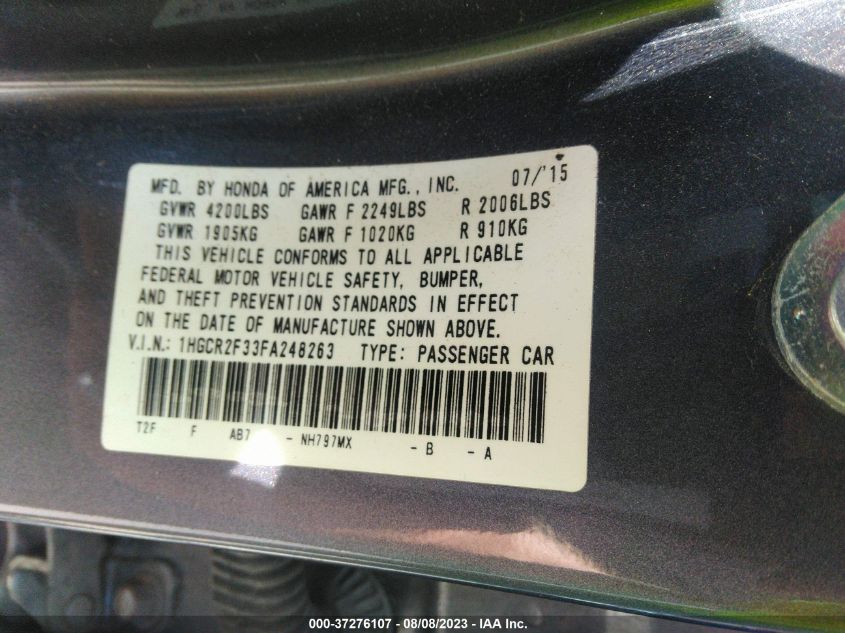 MFD. BY HONDA OF AMERICA MFG., INC. 07/'15
GVWR 4200LBS GAWR F 2249LBS R 2006LBS
GVWR 1905KG GAWR F 1020KG R 910KG
THIS VEHICLE CONFORMS TO ALL APPLICABLE
FEDERAL MOTOR VEHICLE SAFETY, BUMPER,
AND THEFT PREVENTION STANDARDS IN EFFECT
ON THE DATE OF MANUFACTURE SHOWN ABOVE.
V.I.N.: 1HGCR2F33FA248263 TYPE: PASSENGER CAR
T2F F AB7 - NH797MX - B - A
000-37276107 - 08/08/2023 - IAA Inc.